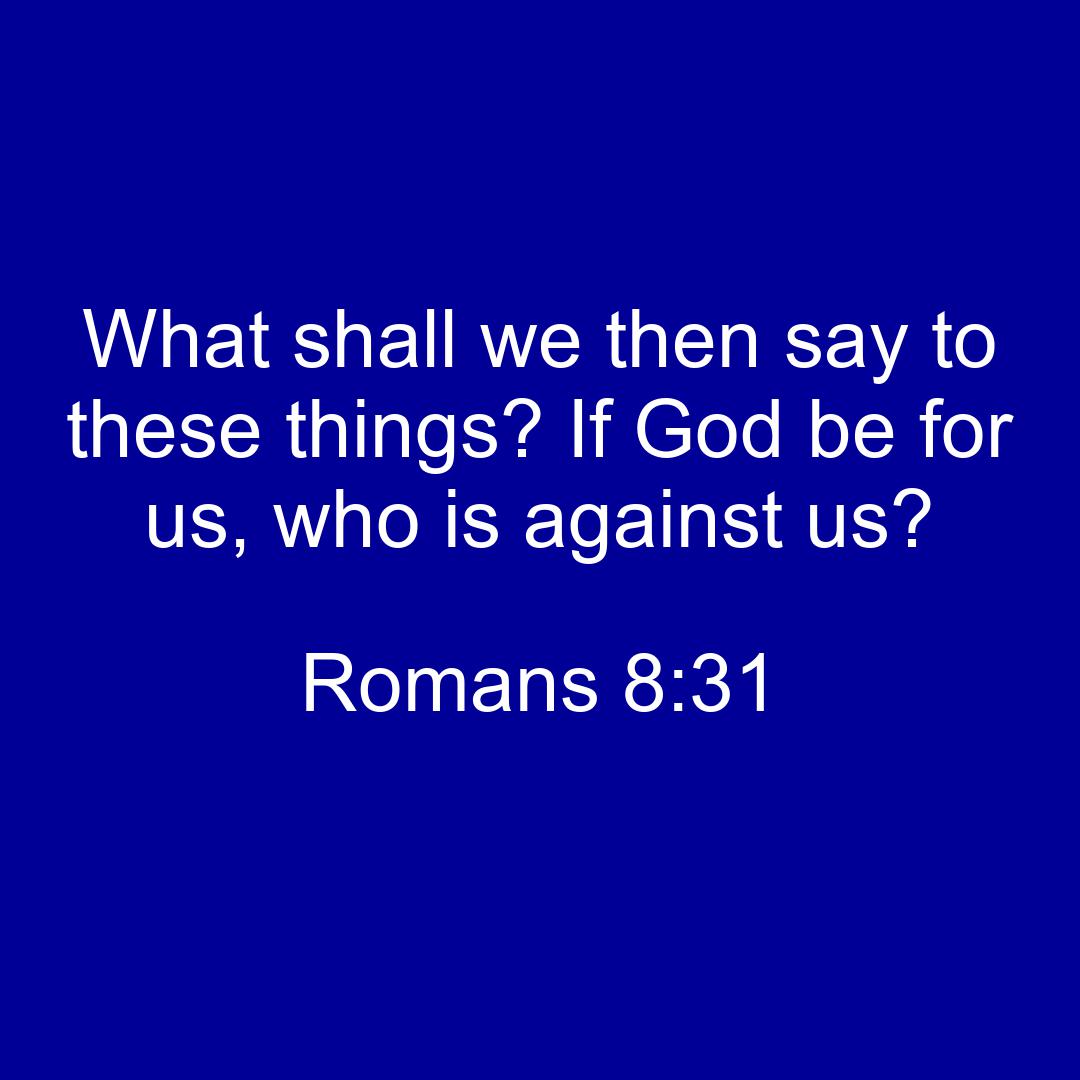 What shall we then say to
these things? If God be for
us, who is against us?
Romans 8:31